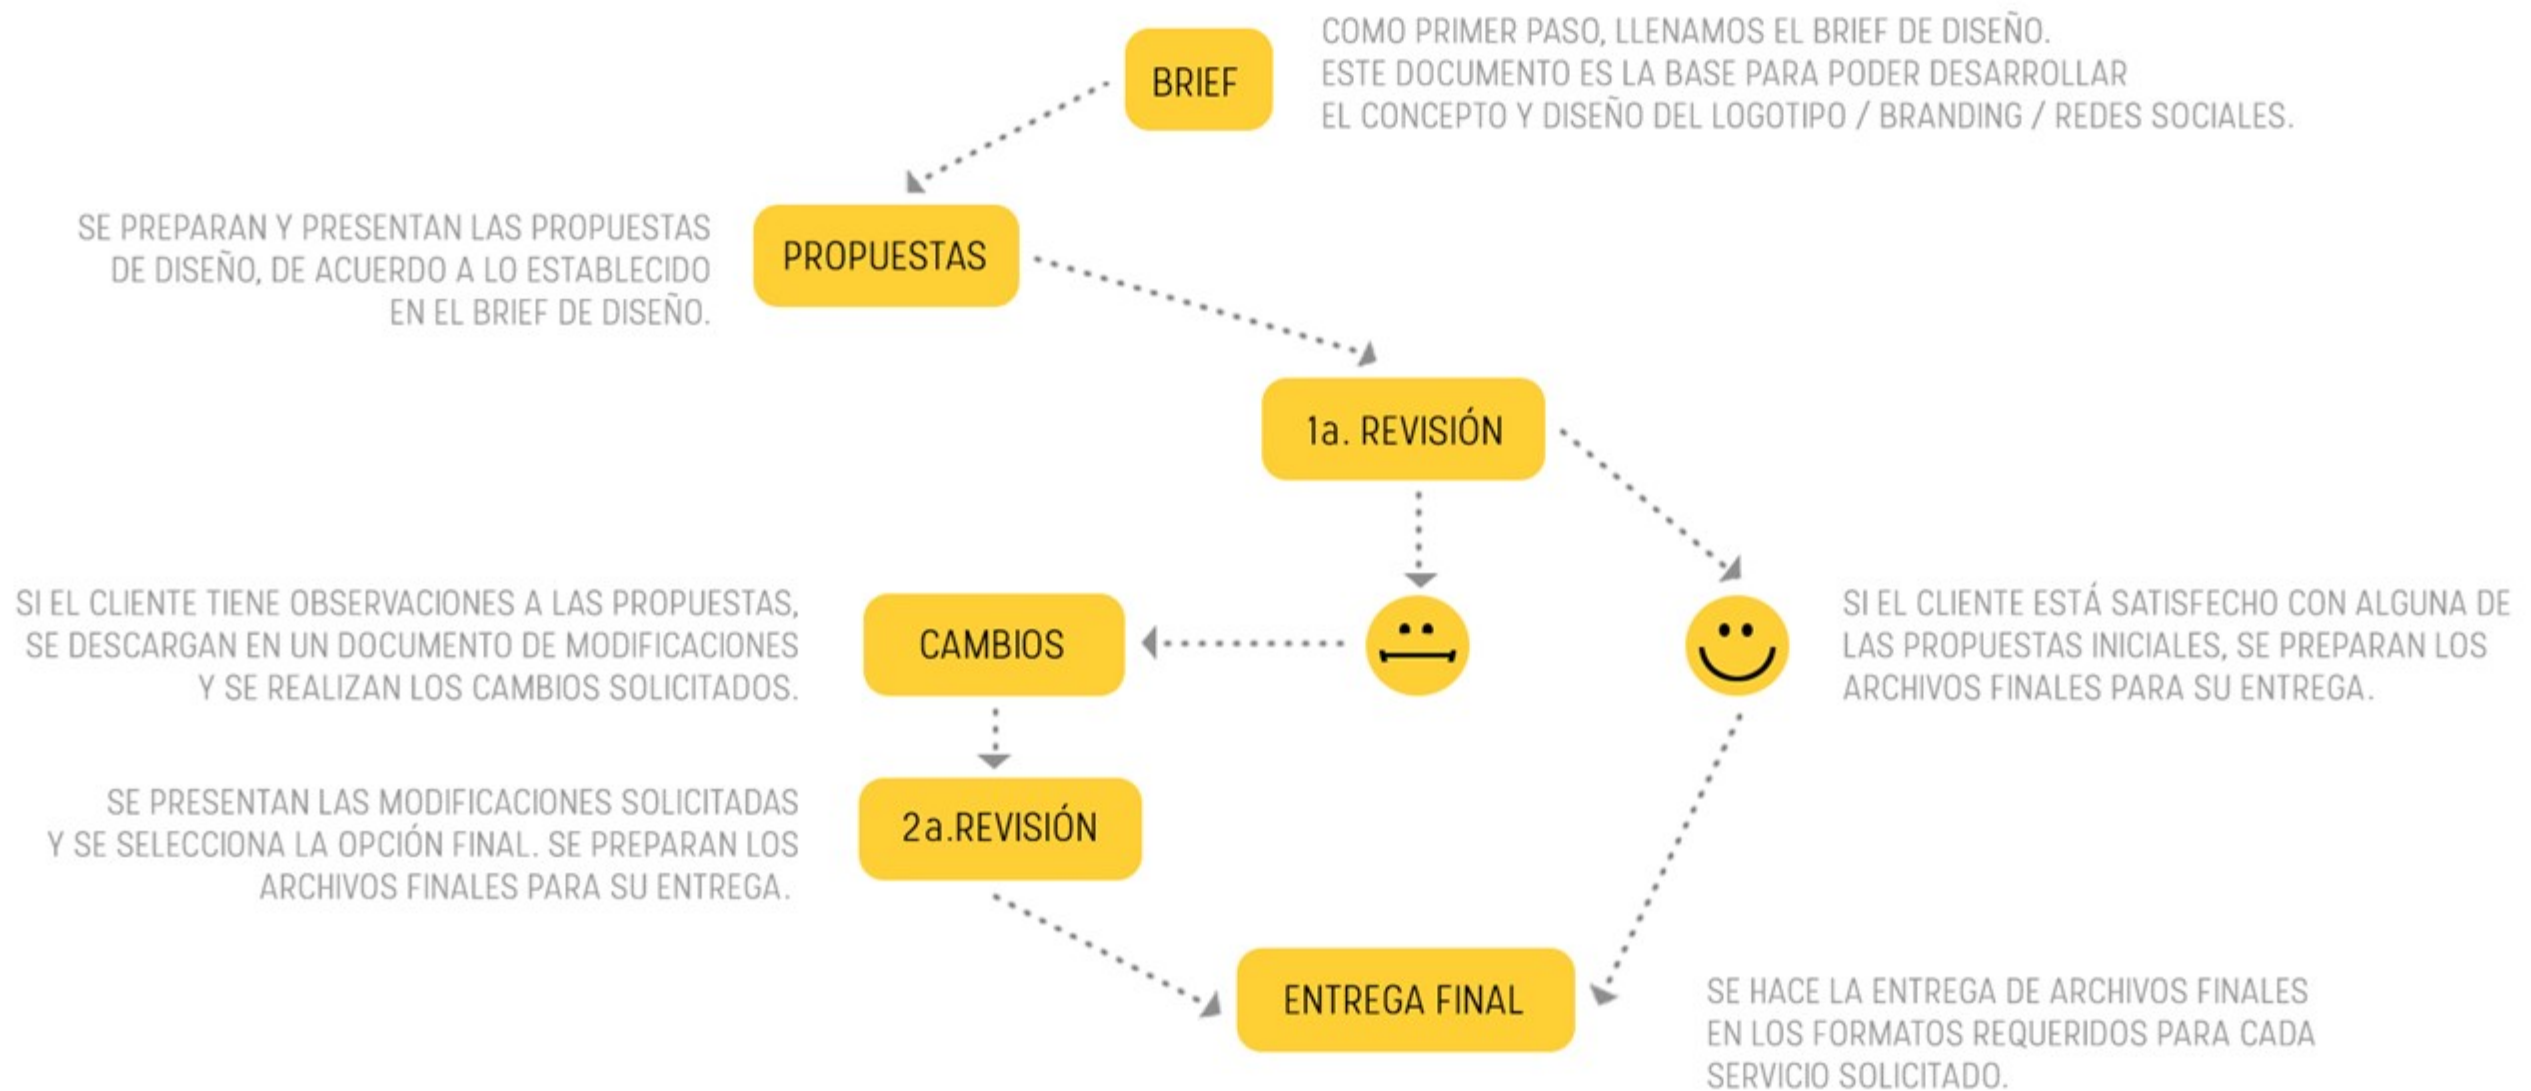 BRIEF
COMO PRIMER PASO, LLENAMOS EL BRIEF DE DISEÑO.
ESTE DOCUMENTO ES LA BASE PARA PODER DESARROLLAR
EL CONCEPTO Y DISEÑO DEL LOGOTIPO / BRANDING / REDES SOCIALES.
SE PREPARAN Y PRESENTAN LAS PROPUESTAS
DE DISEÑO, DE ACUERDO A LO ESTABLECIDO
EN EL BRIEF DE DISEÑO.
PROPUESTAS
1a. REVISIÓN
SI EL CLIENTE TIENE OBSERVACIONES A LAS PROPUESTAS,
SE DESCARGAN EN UN DOCUMENTO DE MODIFICACIONES
Y SE REALIZAN LOS CAMBIOS SOLICITADOS.
CAMBIOS
SI EL CLIENTE ESTÁ SATISFECHO CON ALGUNA DE
LAS PROPUESTAS INICIALES, SE PREPARAN LOS
ARCHIVOS FINALES PARA SU ENTREGA.
SE PRESENTAN LAS MODIFICACIONES SOLICITADAS
Y SE SELECCIONA LA OPCIÓN FINAL. SE PREPARAN LOS
ARCHIVOS FINALES PARA SU ENTREGA.
2a.REVISIÓN
ENTREGA FINAL
SE HACE LA ENTREGA DE ARCHIVOS FINALES
EN LOS FORMATOS REQUERIDOS PARA CADA
SERVICIO SOLICITADO.